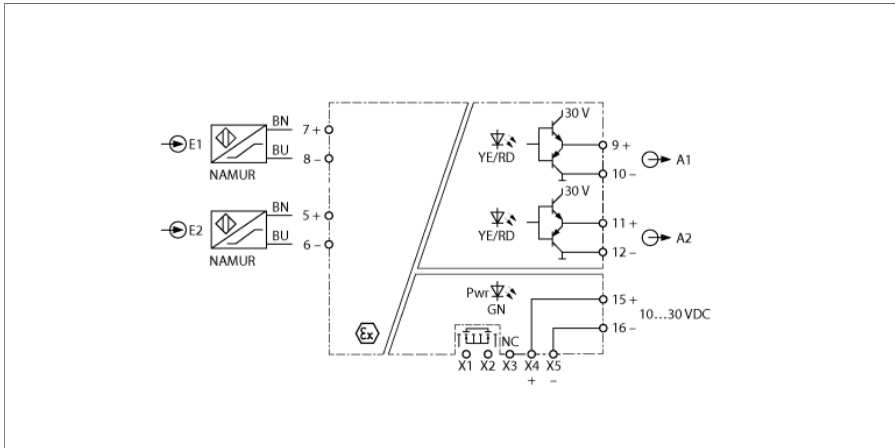 E1
BN
7 +
BU
8 –
NAMUR
E2
BN
5 +
BU
6 –
NAMUR
Ex
30 V
YE/RD
9 +
10 –
A1
30 V
YE/RD
11 +
12 –
A2
Pwr
GN
15 +
16 –
10...30 VDC
NC
X1 X2 X3 X4 X5
+ –